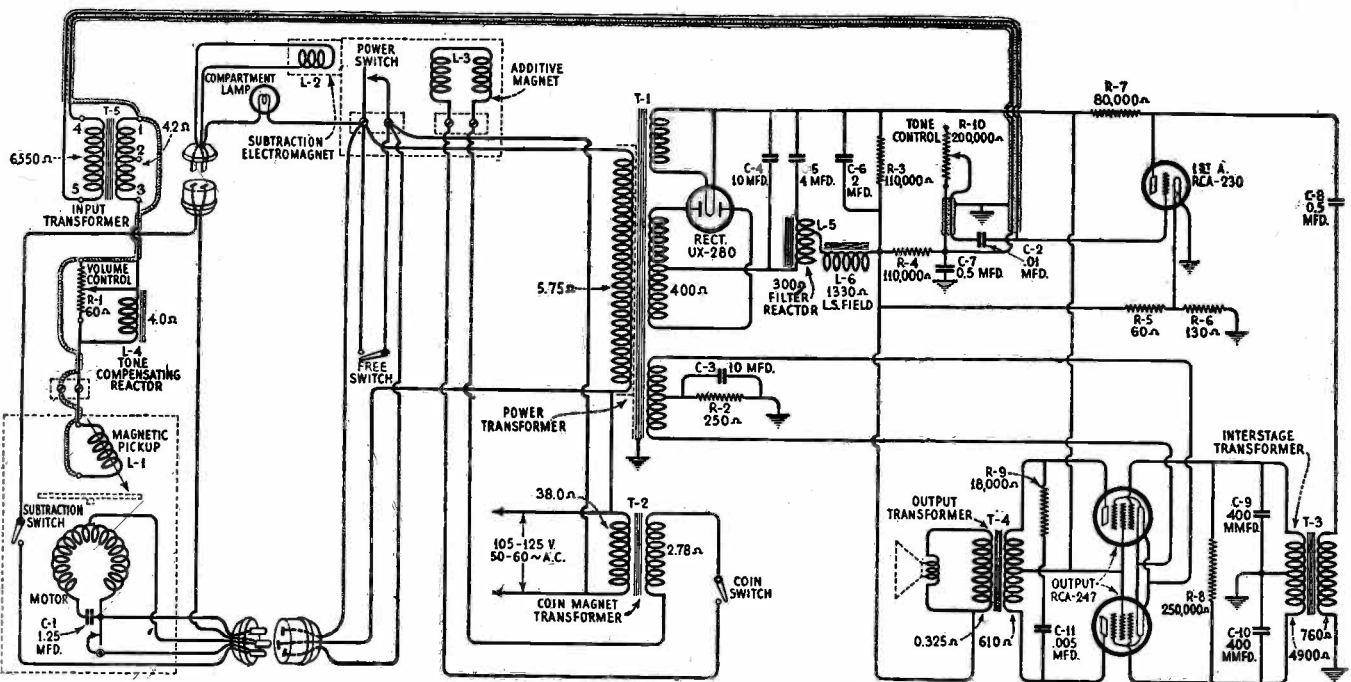 POWER
SWITCH
L-2
COMPARTMENT
LAMP
SUBTRACTION
ELECTROMAGNET
L-3
ADDITIVE
MAGNET
T-5
4
5
1
2
3
4.2Ω
6,550Ω
INPUT
TRANSFORMER
VOLUME
CONTROL
R-1
60Ω
4.0Ω
L-4
TONE
COMPENSATING
REACTOR
MAGNETIC
PICKUP
L-1
SUBTRACTION
SWITCH
MOTOR
C-1
1.25
MFD.
FREE
SWITCH
T-1
5.75Ω
POWER
TRANSFORMER
400Ω
RECT.
UX-280
C-4
10 MFD.
C-5
4 MFD.
C-6
2
MFD.
L-5
300Ω
FILTER
REACTOR
L-6
1330Ω
L.S. FIELD
R-3
110,000Ω
R-4
110,000Ω
TONE
CONTROL
R-10
200,000Ω
C-7
0.5 MFD.
C-2
.01
MFD.
R-7
80,000Ω
1ST A.
RCA-230
C-8
0.5
MFD.
R-5
60Ω
R-6
130Ω
C-3
10 MFD.
R-2
250Ω
38.0Ω
T-2
105-125 V.
50-60 ~ A.C.
2.78Ω
COIN MAGNET
TRANSFORMER
COIN
SWITCH
OUTPUT
TRANSFORMER
T-4
0.325Ω
610Ω
R-9
18,000Ω
C-11
.005
MFD.
OUTPUT
RCA-247
R-8
250,000Ω
C-9
400
MMFD.
C-10
400
MMFD.
INTERSTAGE
TRANSFORMER
T-3
760Ω
4900Ω